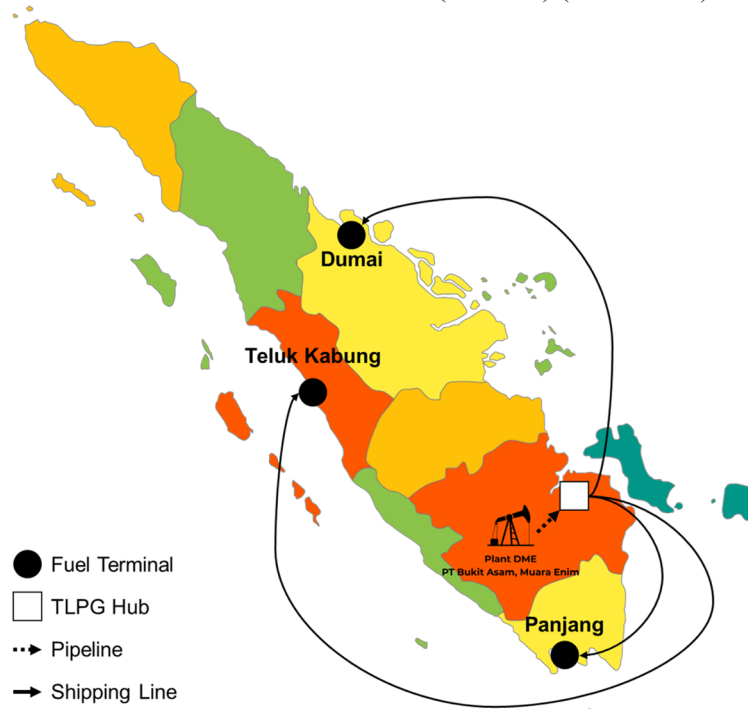 Dumai
Teluk Kabung
Plant DME
PT Bukit Asam, Muara Enim
Panjang
Fuel Terminal
TLPG Hub
Pipeline
Shipping Line